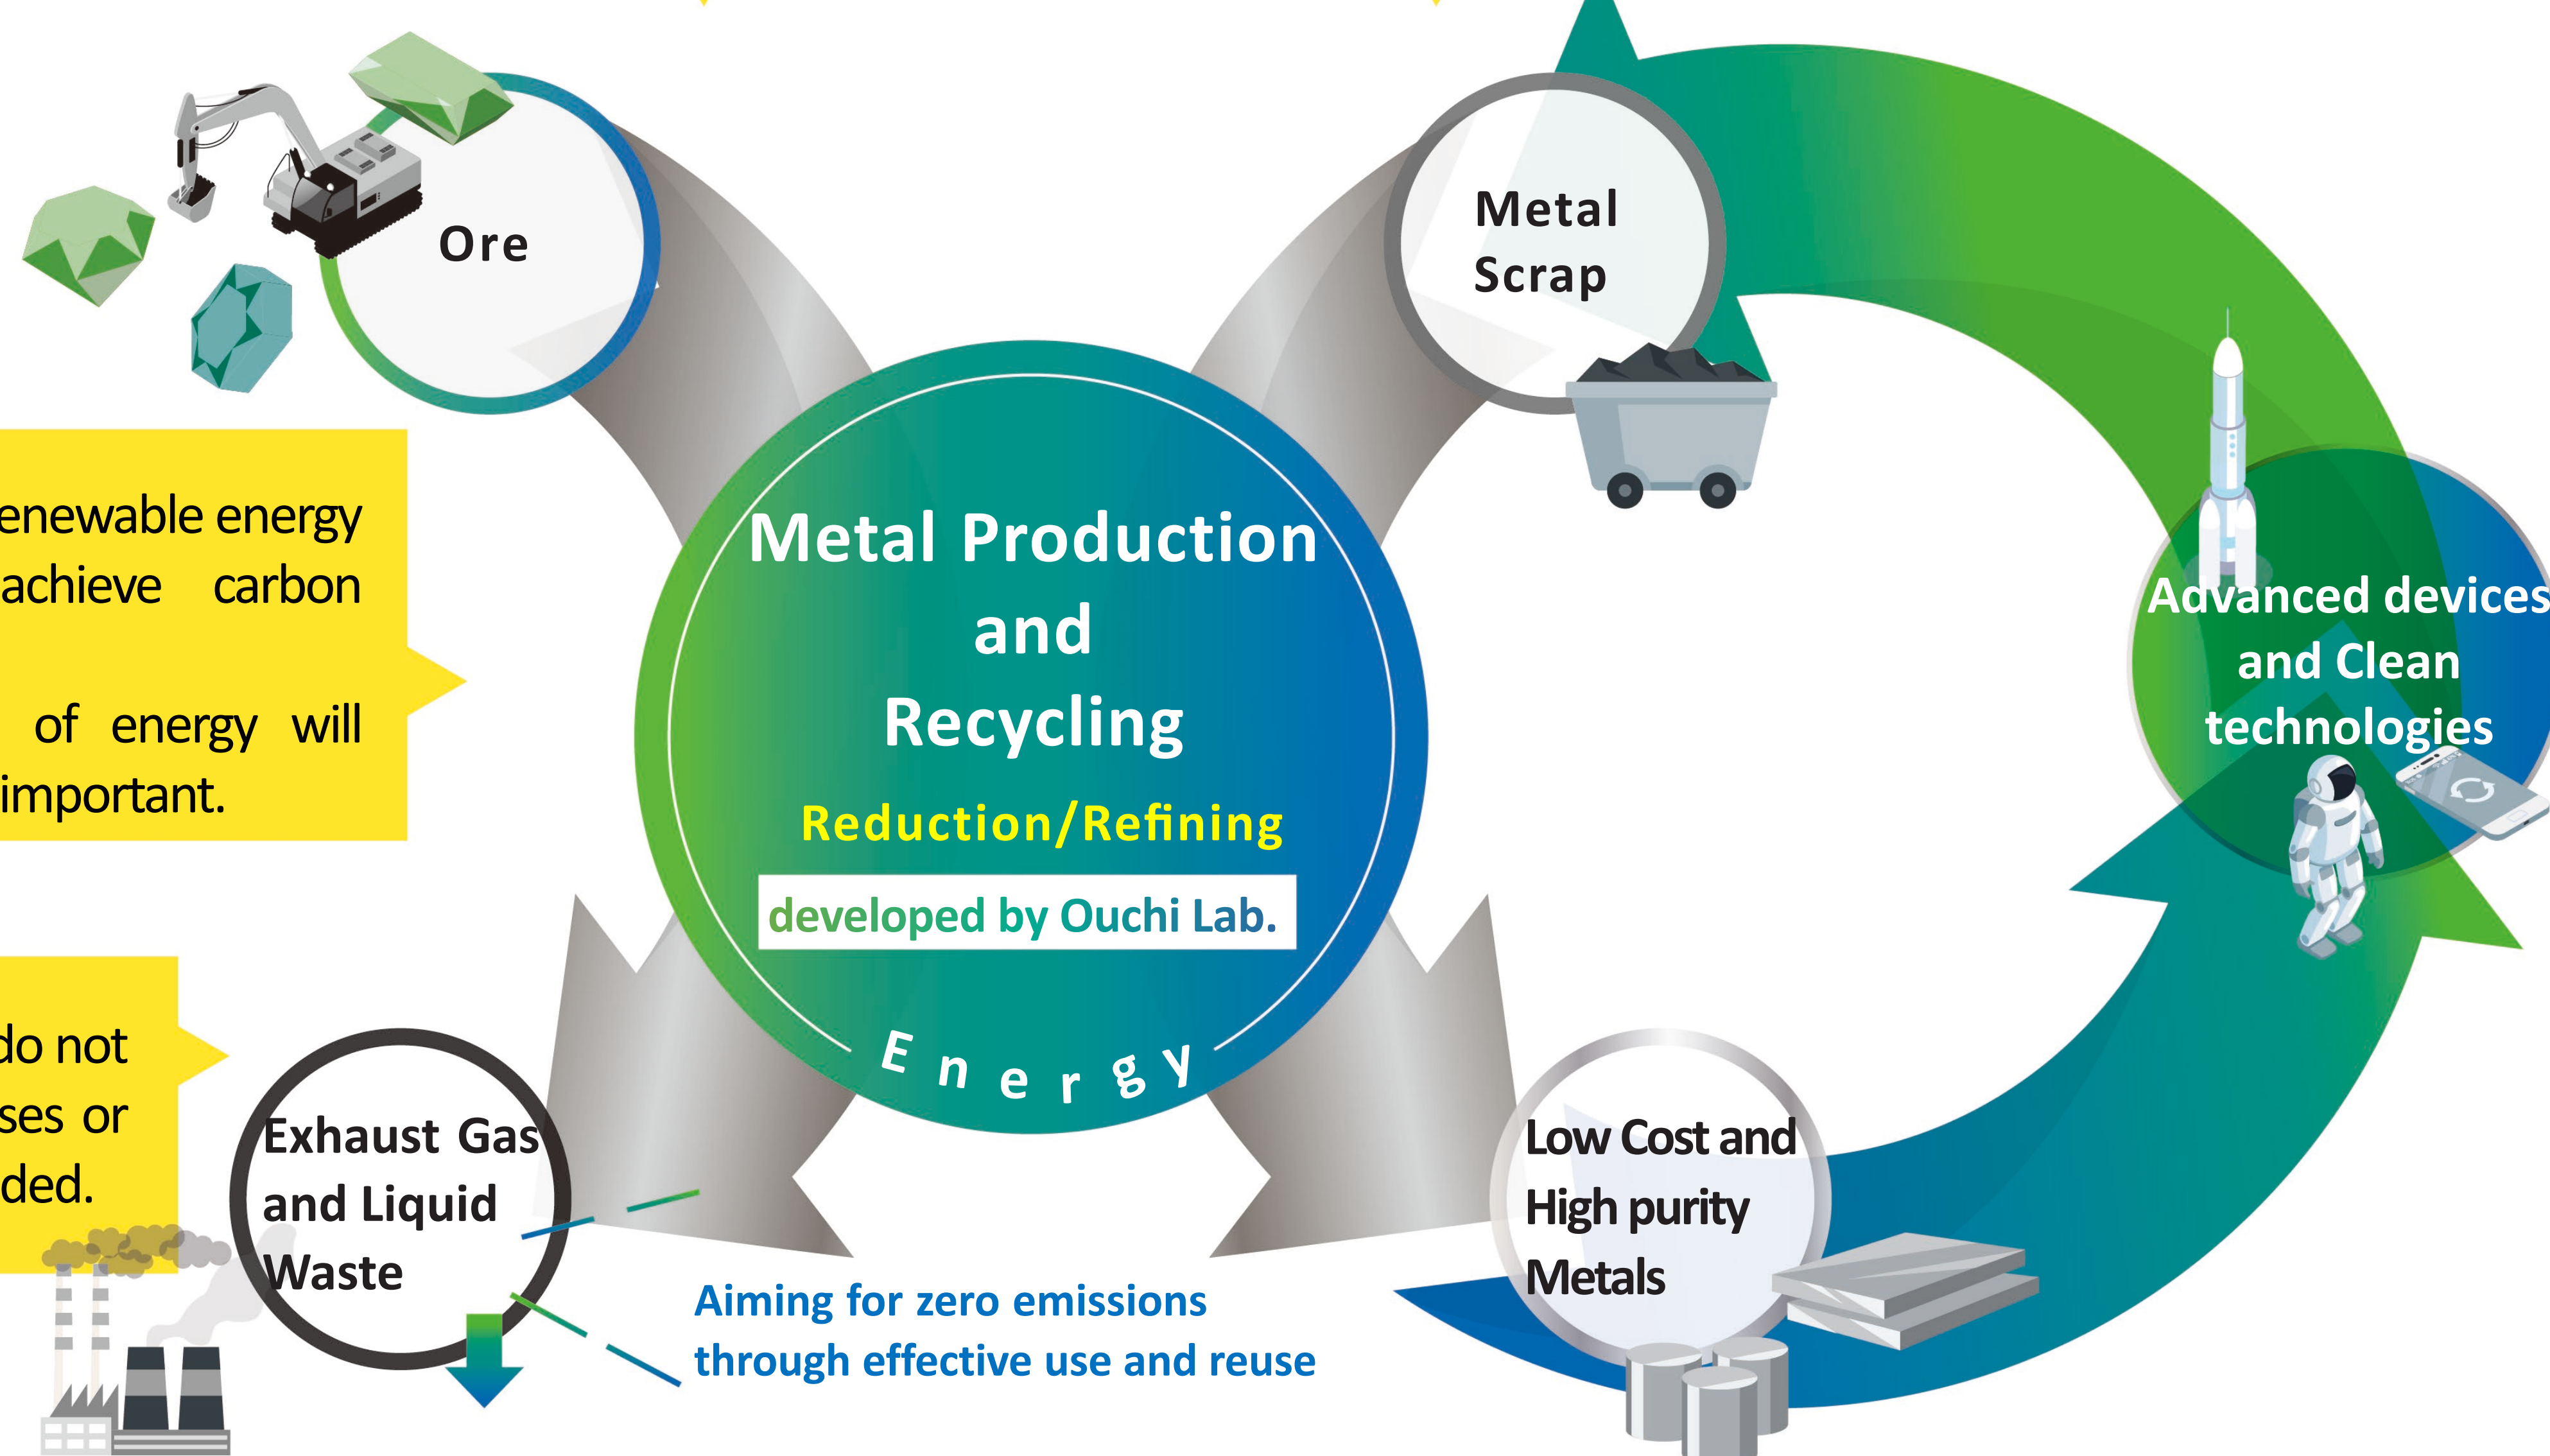 Ore
Metal
Scrap
enewable energy
achieve carbon
of energy will
important.
Metal Production
and
Recycling
Reduction/Refining
developed by Ouchi Lab.
Energy
Advanced devices
and Clean
technologies
do not
ses or
ded.
Exhaust Gas
and Liquid
Waste
Aiming for zero emissions
through effective use and reuse
Low Cost and
High purity
Metals